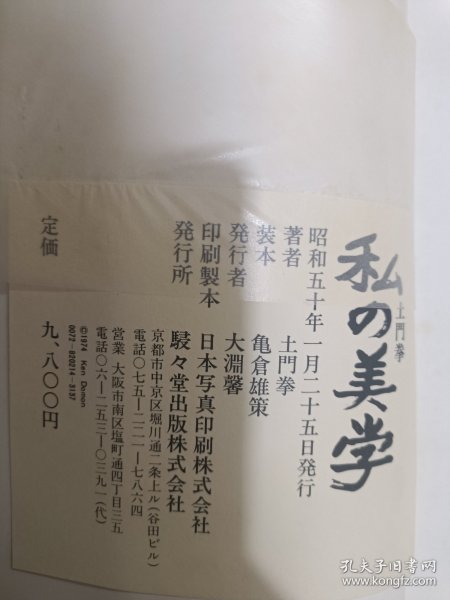 土門拳
私の美学
昭和五十年一月二十五日発行
著者 土門拳
装本 亀倉雄策
発行者 大淵馨
印刷製本 日本写真印刷株式会社
発行所 駸々堂出版株式会社
京都市中京区堀川通二条上ル(谷田ビル)
電話〇七五—二二一—七八六四
営業 大阪市南区塩町通四丁目三五
電話〇六—二五三—〇三九一(代)
©1974 Ken Domon
0072-820214-3137
定価 九、八〇〇円
孔夫子旧书网
www.kongfz.com